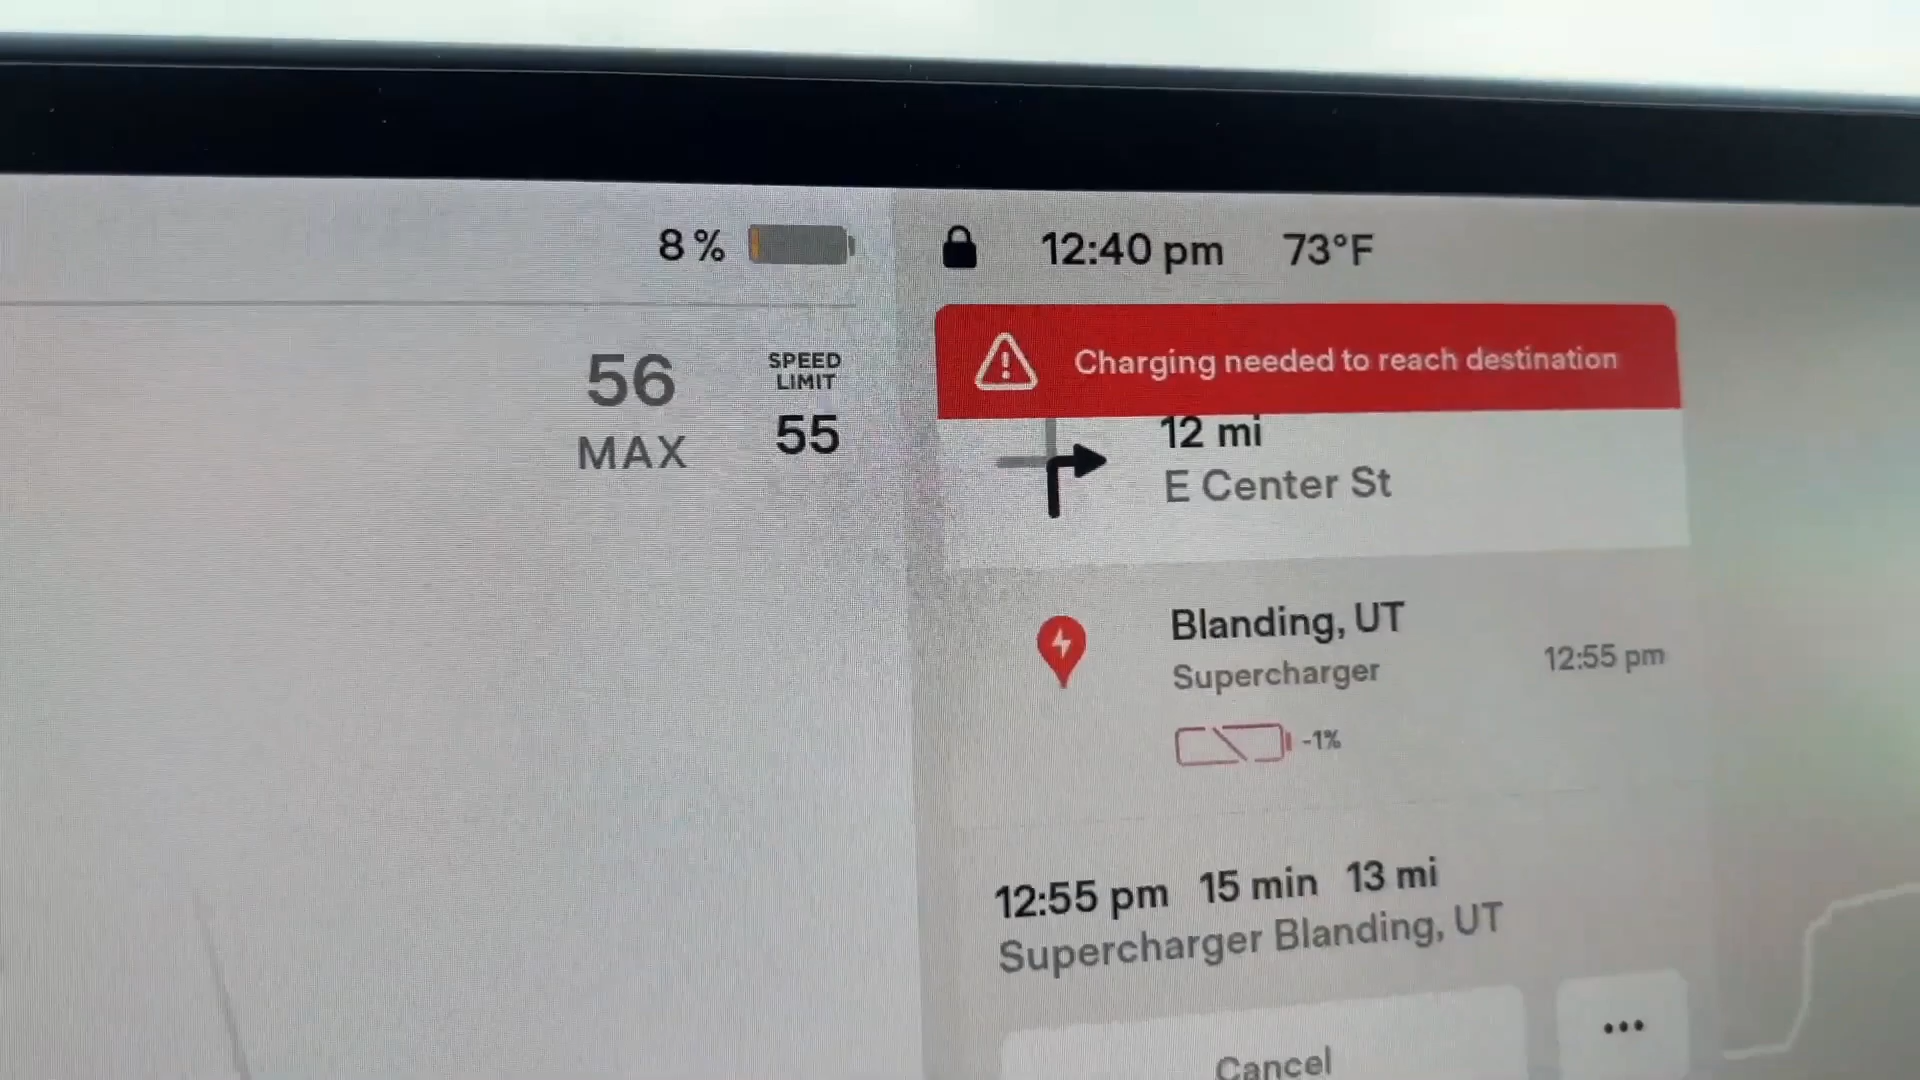 8%
12:40 pm 73°F
56
MAX
SPEED
LIMIT
55
Charging needed to reach destination
12 mi
E Center St
Blanding, UT
Supercharger
12:55 pm
-1%
12:55 pm 15 min 13 mi
Supercharger Blanding, UT
Cancel